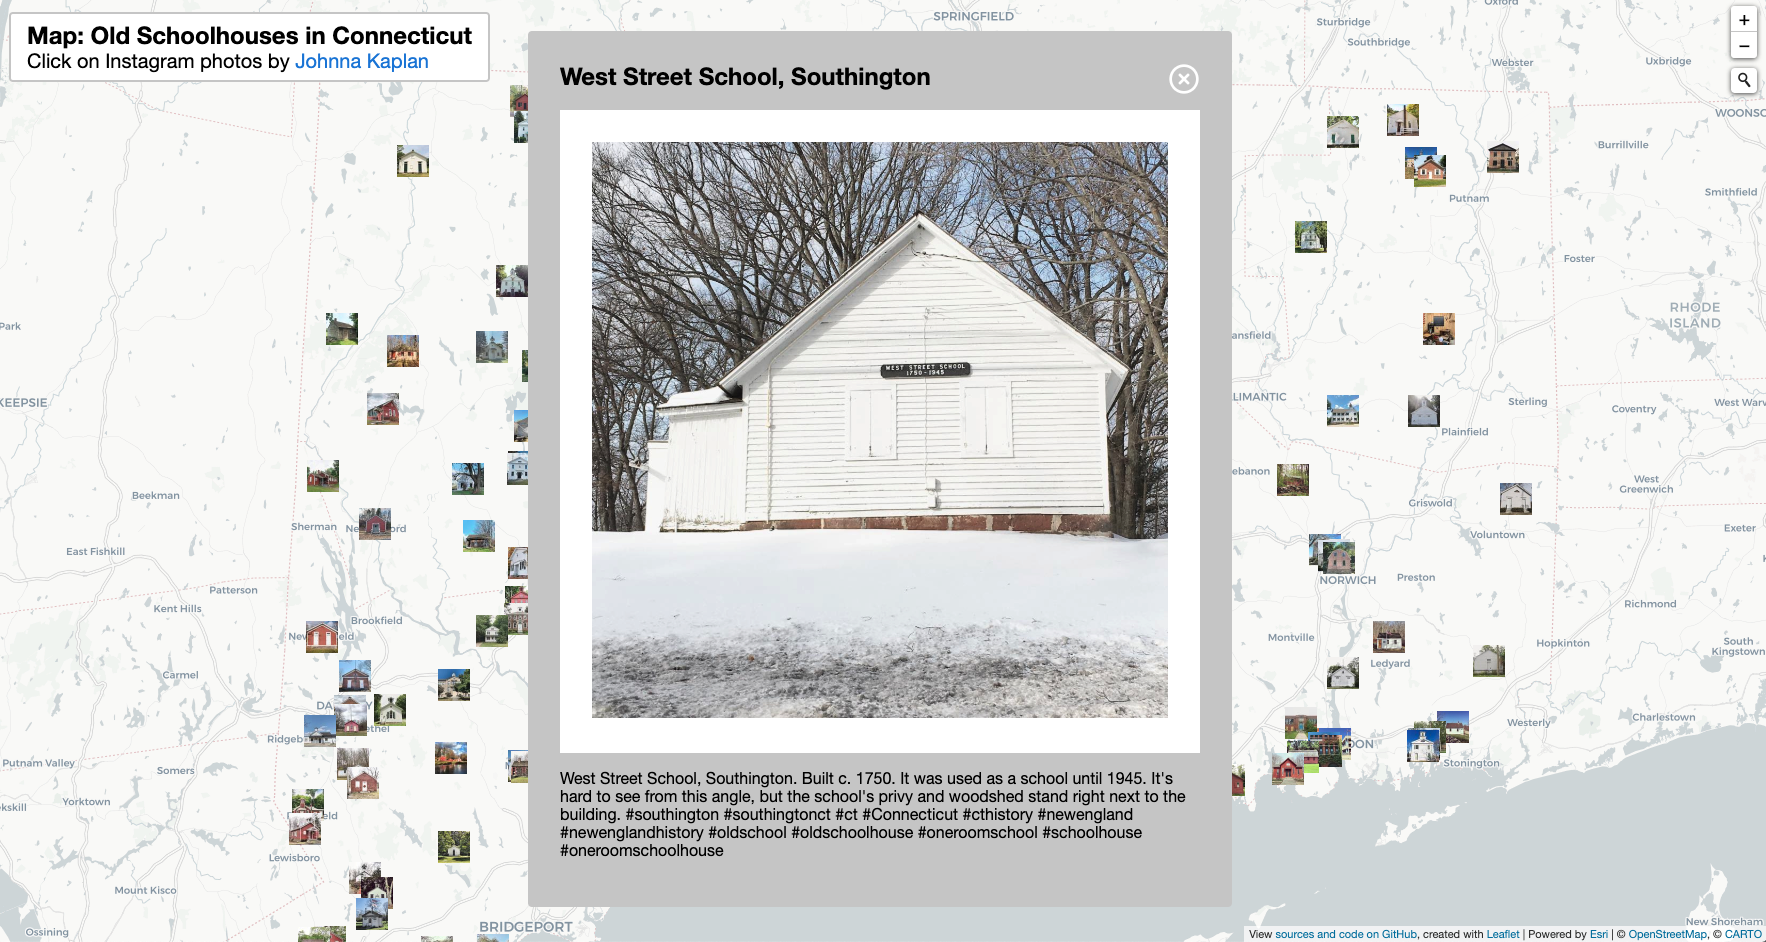 Map: Old Schoolhouses in Connecticut
Click on Instagram photos by Johnna Kaplan
West Street School, Southington
WEST STREET SCHOOL
1750-1945
West Street School, Southington. Built c. 1750. It was used as a school until 1945. It's
hard to see from this angle, but the school's privy and woodshed stand right next to the
building. #southington #southingtonct #ct #Connecticut #cthistory #newengland
#newenglandhistory #oldschool #oldschoolhouse #oneroomschool #schoolhouse
#oneroomschoolhouse
+
−
SPRINGFIELD
Sturbridge
Oxford
Southbridge
Webster
Uxbridge
WOONSO
Burrillville
Putnam
Smithfield
Foster
RHODE
ISLAND
ansfield
LIMANTIC
Sterling
Coventry
West Warw
Plainfield
ebanon
West
Greenwich
Griswold
Voluntown
Exeter
NORWICH
Preston
Richmond
Montville
Ledyard
Hopkinton
South
Kingstown
Westerly
Charlestown
DON
Stonington
New Shoreham
Park
KEEPSIE
Beekman
Sherman
Ne
ord
East Fishkill
Patterson
Kent Hills
Brookfield
New
eld
Carmel
DA
Y
Ridgeb
thel
Putnam Valley
Somers
Yorktown
kskill
eld
Lewisboro
Mount Kisco
Ossining
BRIDGEPORT
View sources and code on GitHub, created with Leaflet | Powered by Esri | © OpenStreetMap, © CARTO